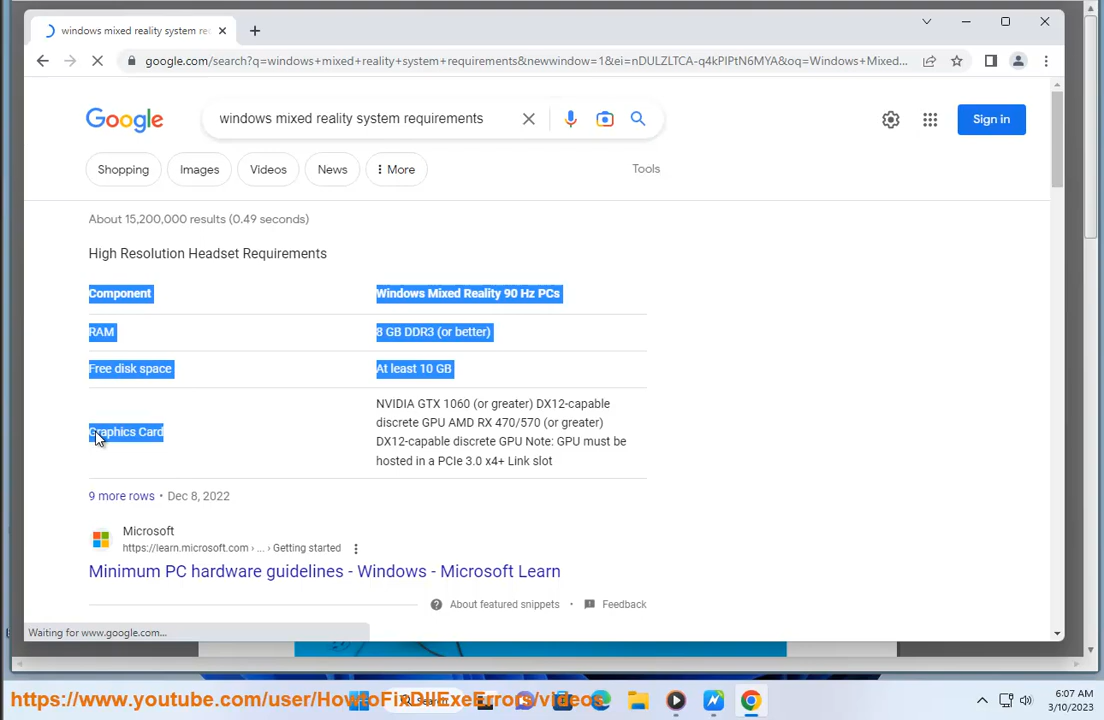 windows mixed reality system re
google.com/search?q=windows+mixed+reality+system+requirements&newwindow=1&ei=nDULZLTCA-q4kPIPtN6MYA&oq=Windows+Mixed...
Google
windows mixed reality system requirements
Sign in
Shopping
Images
Videos
News
More
Tools
About 15,200,000 results (0.49 seconds)
High Resolution Headset Requirements
Component
Windows Mixed Reality 90 Hz PCs
RAM
8 GB DDR3 (or better)
Free disk space
At least 10 GB
Graphics Card
NVIDIA GTX 1060 (or greater) DX12-capable
discrete GPU AMD RX 470/570 (or greater)
DX12-capable discrete GPU Note: GPU must be
hosted in a PCIe 3.0 x4+ Link slot
9 more rows • Dec 8, 2022
Microsoft
https://learn.microsoft.com › ... › Getting started
Minimum PC hardware guidelines - Windows - Microsoft Learn
About featured snippets • Feedback
Waiting for www.google.com...
https://www.youtube.com/user/HowtoFixDllExeErrors/videos
6:07 AM
3/10/2023